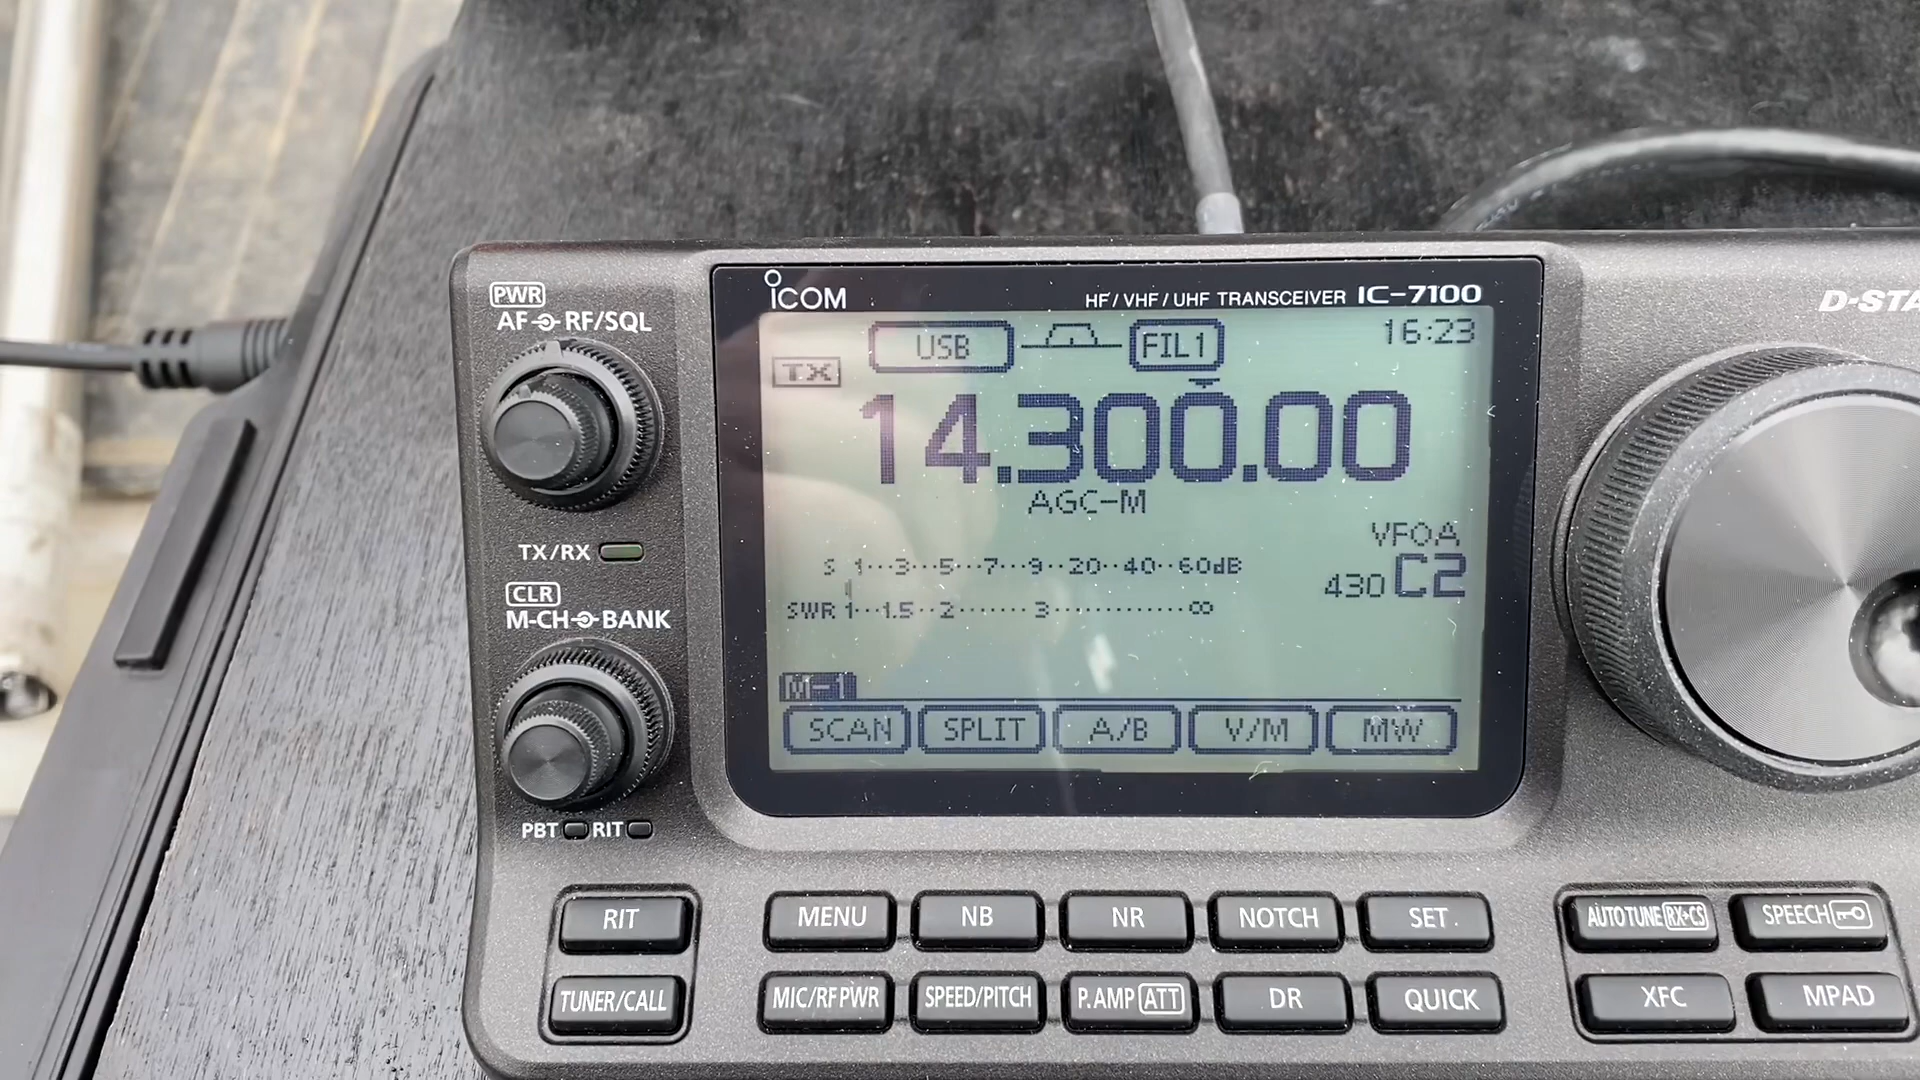 ICOM
HF/VHF/UHF TRANSCEIVER IC-7100
D-STA
PWR
AF RF/SQL
USB
FIL1
16:23
TX
14.300.00
AGC-M
VFOA
430 C2
S 1···3···5···7···9··20··40··60dB
SWR 1···1.5··2·······3············∞
TX/RX
CLR
M-CH BANK
M-1
SCAN SPLIT A/B V/M MW
PBT RIT
RIT MENU NB NR NOTCH SET AUTOTUNE RX>CS SPEECH
TUNER/CALL MIC/RF PWR SPEED/PITCH P.AMP ATT DR QUICK XFC MPAD